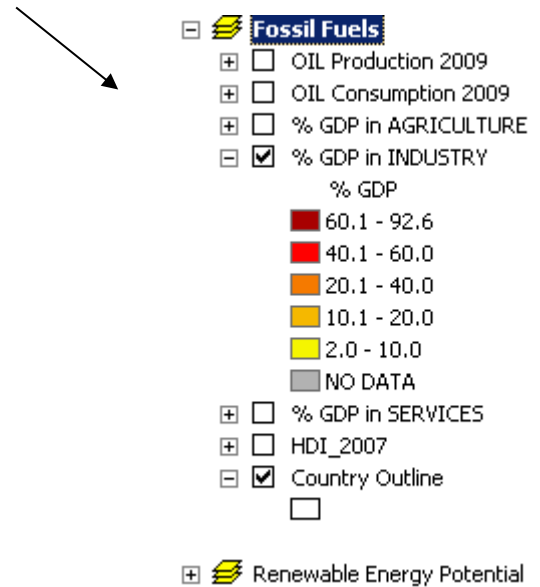 Fossil Fuels
OIL Production 2009
OIL Consumption 2009
% GDP in AGRICULTURE
% GDP in INDUSTRY
% GDP
60.1 - 92.6
40.1 - 60.0
20.1 - 40.0
10.1 - 20.0
2.0 - 10.0
NO DATA
% GDP in SERVICES
HDI_2007
Country Outline
Renewable Energy Potential